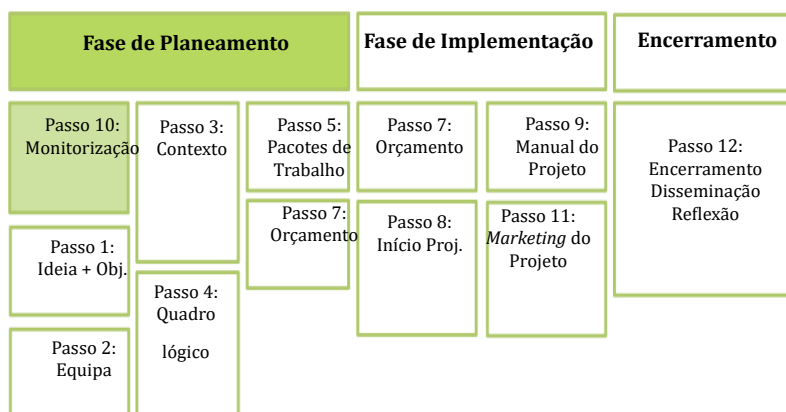 Fase de Planeamento
Fase de Implementação
Encerramento
Passo 10:
Monitorização
Passo 1:
Ideia + Obj.
Passo 2:
Equipa
Passo 3:
Contexto
Passo 4:
Quadro
lógico
Passo 5:
Pacotes de
Trabalho
Passo 7:
Orçamento
Passo 7:
Orçamento
Passo 8:
Início Proj.
Passo 9:
Manual do
Projeto
Passo 11:
Marketing do
Projeto
Passo 12:
Encerramento
Disseminação
Reflexão